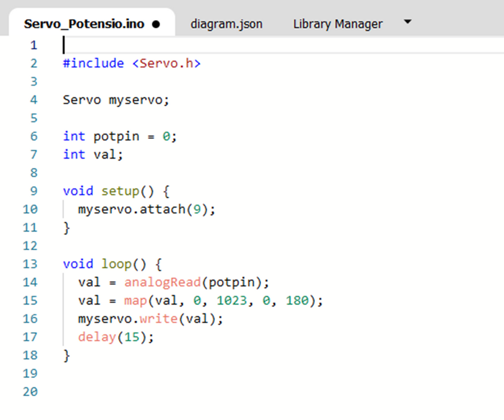 Servo_Potensio.ino ● diagram.json Library Manager ▼
1
2 #include <Servo.h>
3
4 Servo myservo;
5
6 int potpin = 0;
7 int val;
8
9 void setup() {
10   myservo.attach(9);
11 }
12
13 void loop() {
14   val = analogRead(potpin);
15   val = map(val, 0, 1023, 0, 180);
16   myservo.write(val);
17   delay(15);
18 }
19
20